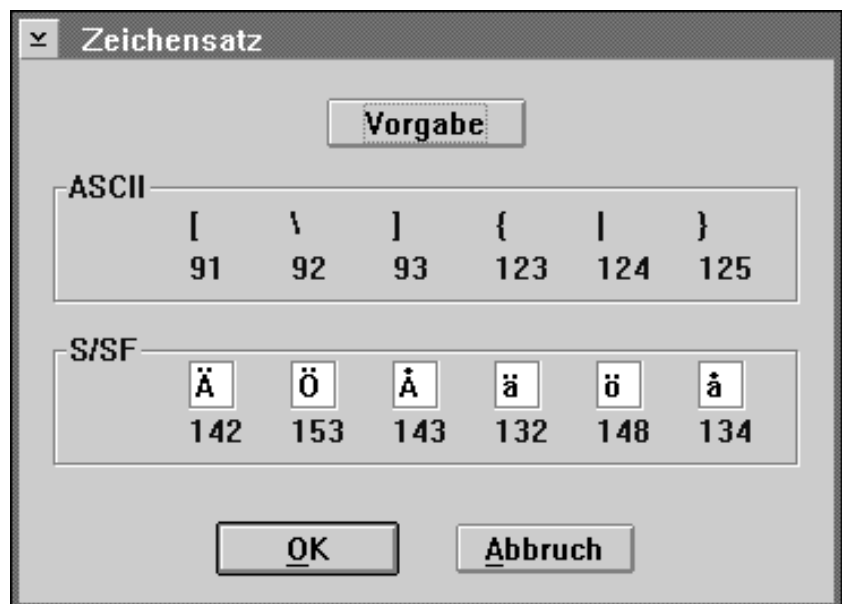 Zeichensatz
Vorgabe
ASCII
[ \ ] { | }
91 92 93 123 124 125
S/SF
Ä Ö Å ä ö å
142 153 143 132 148 134
OK Abbruch